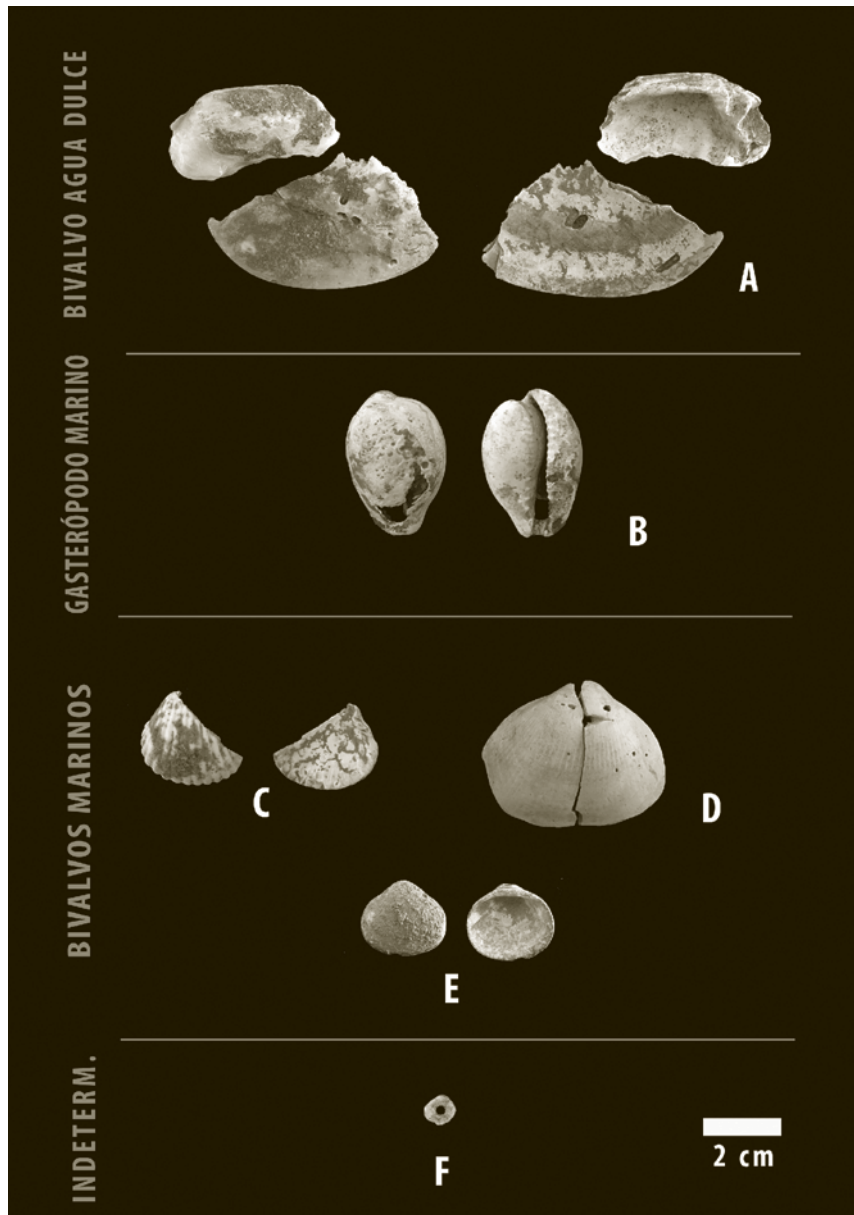 BIVALVO AGUA DULCE
A
GASTERÓPODO MARINO
B
BIVALVOS MARINOS
C
D
E
INDETERM.
F
2 cm